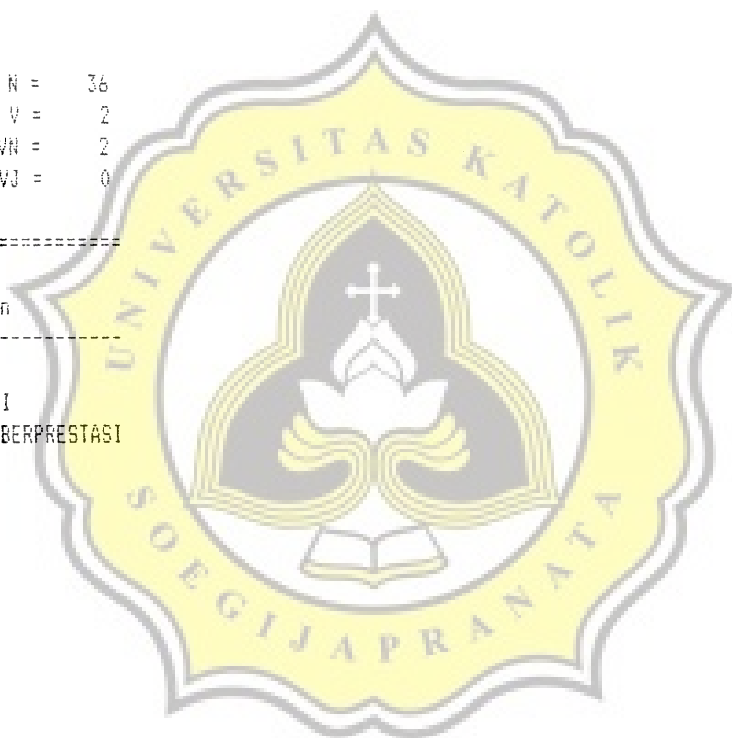 N = 36
V = 2
VN = 2
VJ = 0
===========
n
-----------
I
BERPRESTASI
UNIVERSITAS KATOLIK
SOEGIJAPRANATA